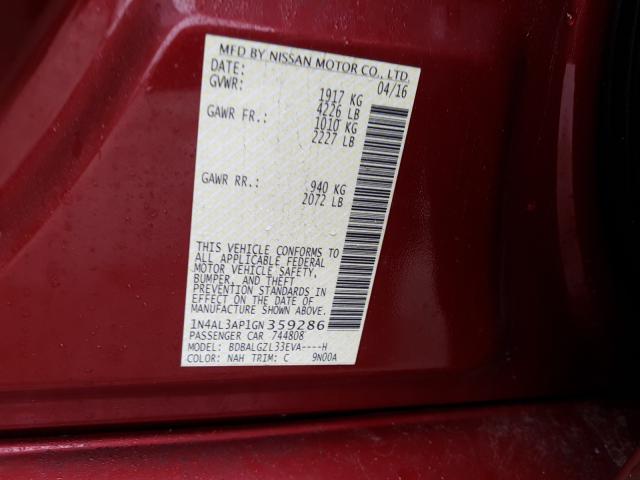 MFD BY NISSAN MOTOR CO., LTD.
DATE: 04/16
GVWR: 1917 KG
4226 LB
GAWR FR.: 1010 KG
2227 LB
GAWR RR.: 940 KG
2072 LB
THIS VEHICLE CONFORMS TO
ALL APPLICABLE FEDERAL
MOTOR VEHICLE SAFETY,
BUMPER, AND THEFT
PREVENTION STANDARDS IN
EFFECT ON THE DATE OF
MANUFACTURE SHOWN ABOVE.
1N4AL3AP1GN359286
PASSENGER CAR 744808
MODEL: BDBALGZL33EVA----H
COLOR: NAH TRIM: C 9N00A